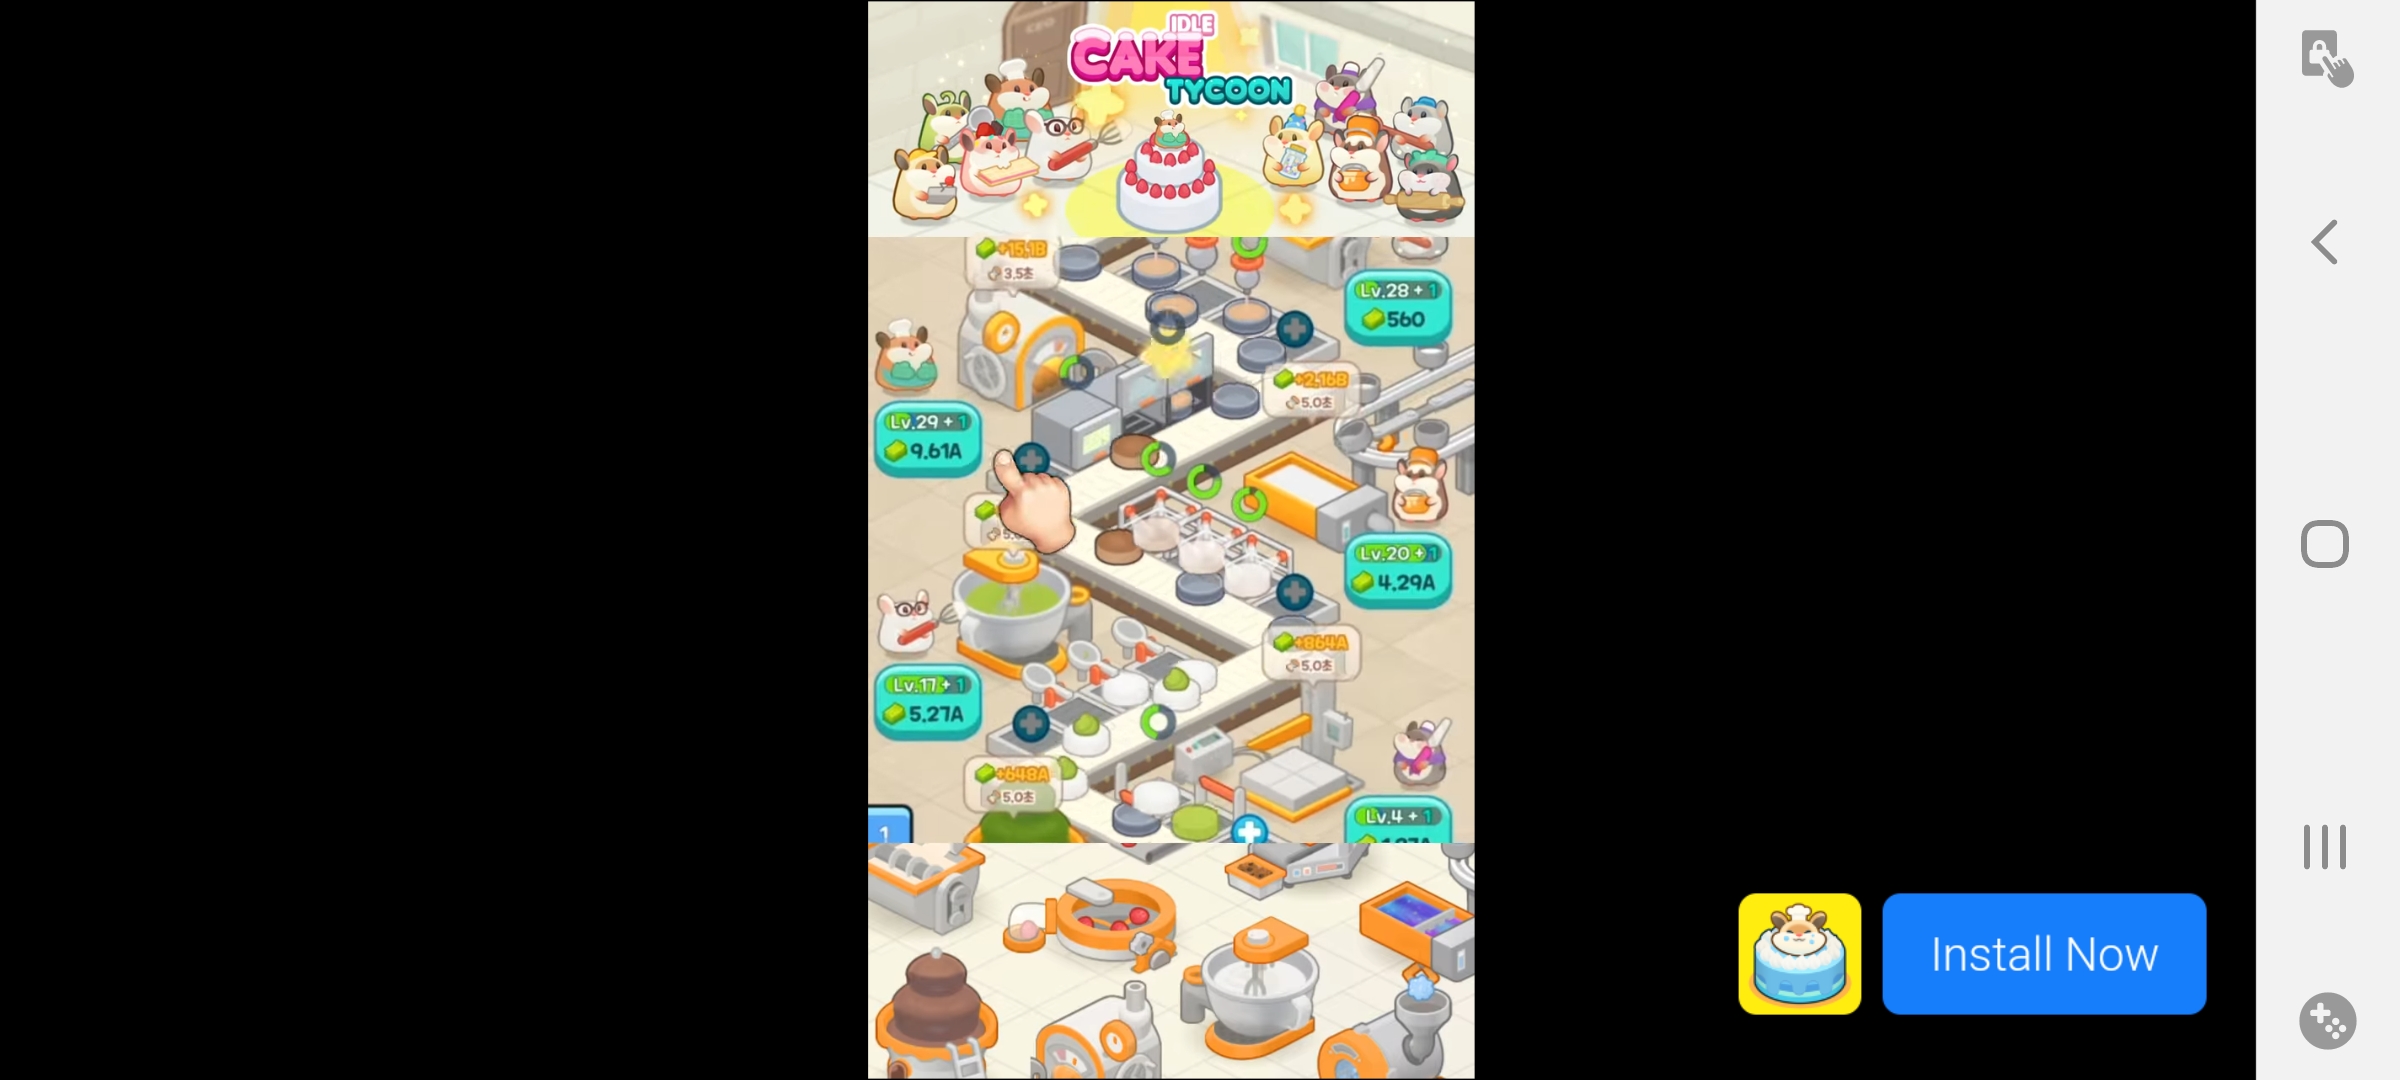 IDLE
CAKE
TYCOON
+15.1B
3.5초
Lv.28 + 1
560
+2.16B
5.0초
Lv.29 + 1
9.61A
Lv.20 + 1
4.29A
+864A
5.0초
Lv.17 + 1
5.27A
+648A
5.0초
Lv.4 + 1
1
Install Now